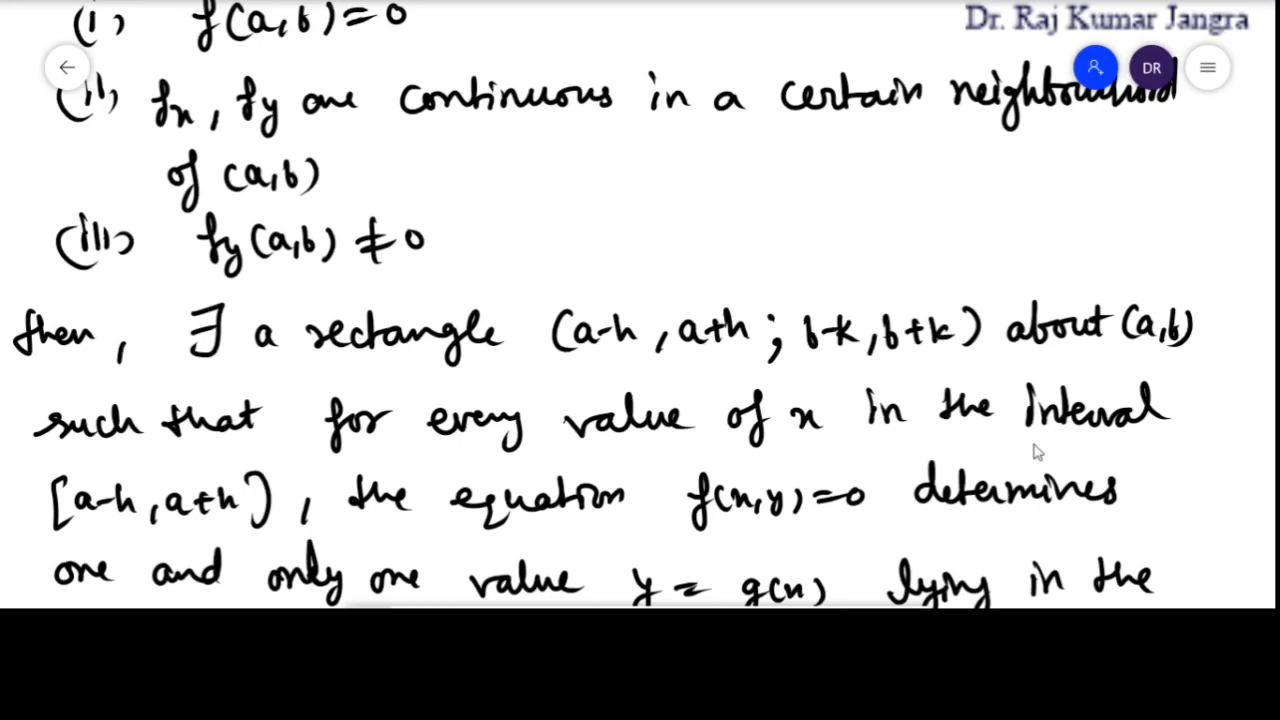 (i) f(a,b)=0
Dr. Raj Kumar Jangra
DR
(ii) fx, fy are continuous in a certain neighbourhood
of (a,b)
(iii) fy(a,b) ≠ 0
then, ∃ a rectangle (a-h, a+h; b-k, b+k) about (a,b)
such that for every value of x in the interval
[a-h, a+h], the equation f(x,y)=0 determines
one and only one value y = g(x) lying in the